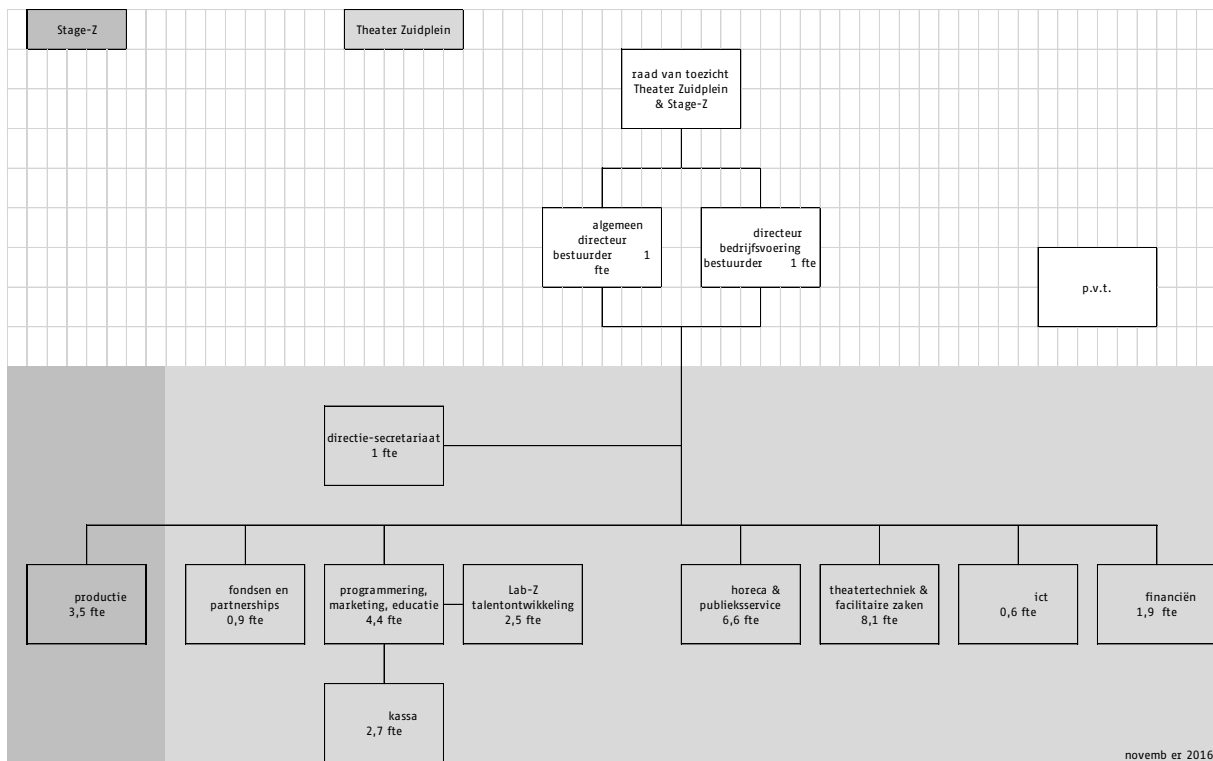 Stage-Z
Theater Zuidplein
raad van toezicht
Theater Zuidplein
& Stage-Z
algemeen
directeur
bestuurder 1
fte
directeur
bedrijfsvoering
bestuurder 1 fte
p.v.t.
directie-secretariaat
1 fte
productie
3,5 fte
fondsen en
partnerships
0,9 fte
programmering,
marketing, educatie
4,4 fte
Lab-Z
talentontwikkeling
2,5 fte
horeca &
publieksservice
6,6 fte
theatertechniek &
facilitaire zaken
8,1 fte
ict
0,6 fte
financiën
1,9 fte
kassa
2,7 fte
novemb er 2016